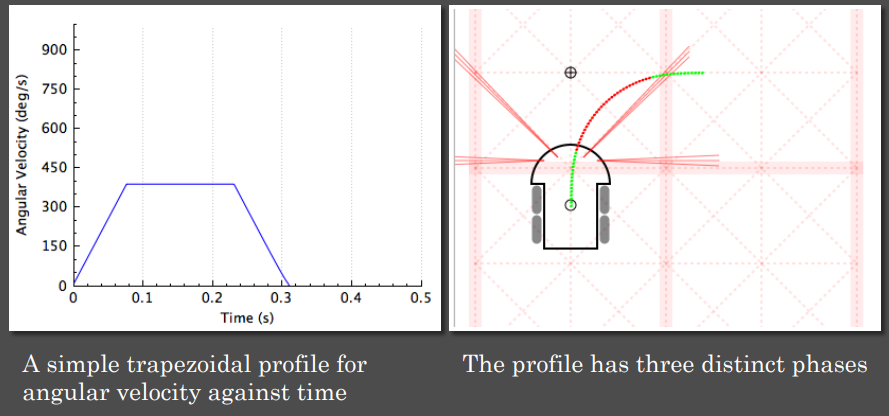 900
750
600
450
300
150
0
Angular Velocity (deg/s)
0 0.1 0.2 0.3 0.4 0.5
Time (s)
A simple trapezoidal profile for
angular velocity against time
The profile has three distinct phases